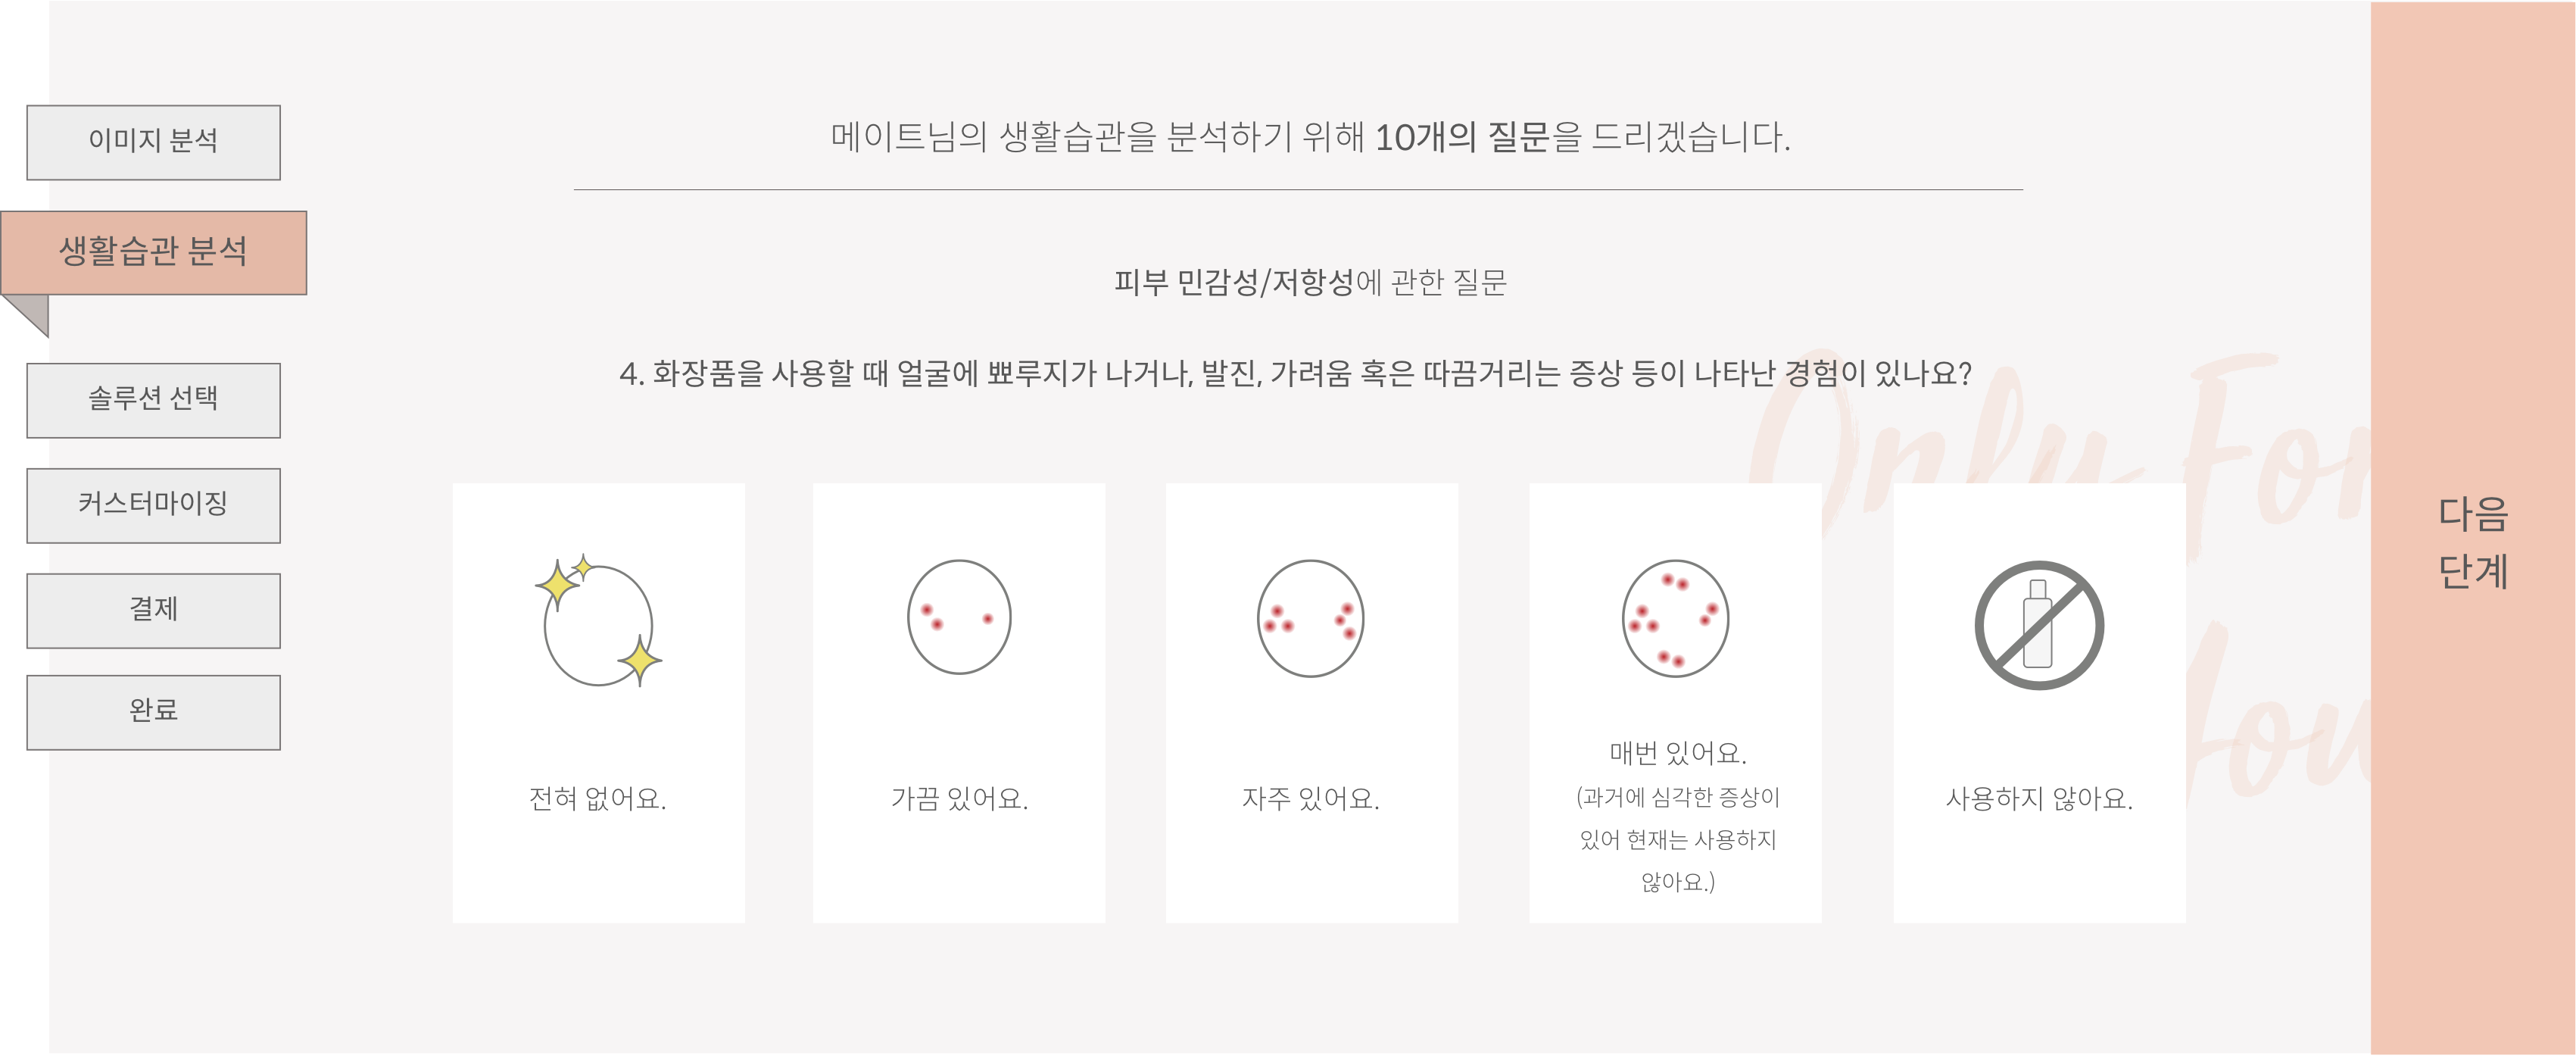 이미지 분석
생활습관 분석
솔루션 선택
커스터마이징
결제
완료
메이트님의 생활습관을 분석하기 위해 10개의 질문을 드리겠습니다.
피부 민감성/저항성에 관한 질문
4. 화장품을 사용할 때 얼굴에 뾰루지가 나거나, 발진, 가려움 혹은 따끔거리는 증상 등이 나타난 경험이 있나요?
Only For
You
전혀 없어요.
가끔 있어요.
자주 있어요.
매번 있어요.
(과거에 심각한 증상이
있어 현재는 사용하지
않아요.)
사용하지 않아요.
다음
단계